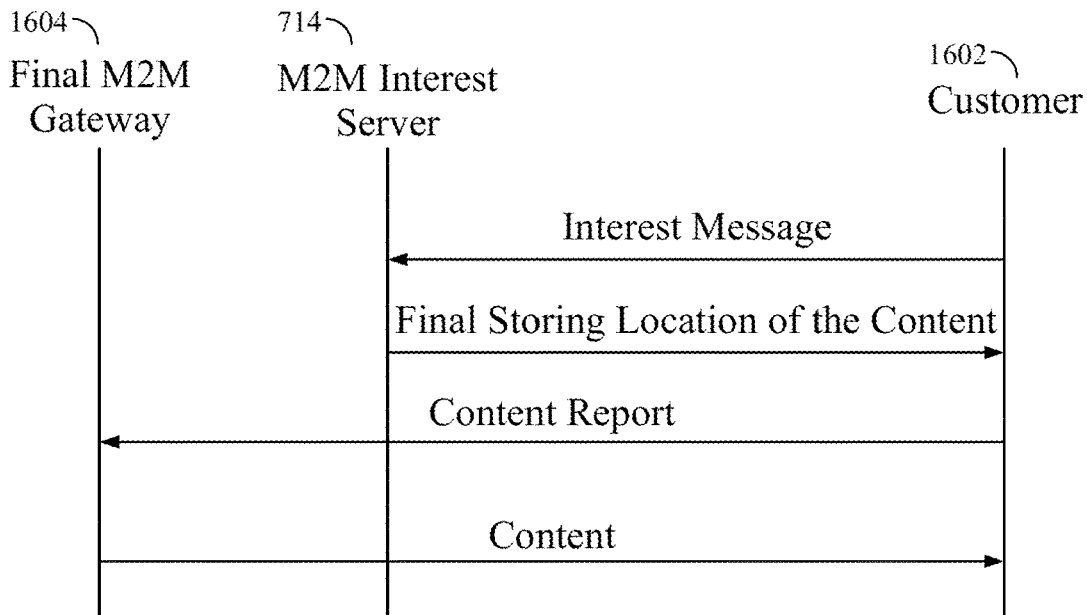 1604
Final M2M
Gateway
714
M2M Interest
Server
1602
Customer
Interest Message
Final Storing Location of the Content
Content Report
Content